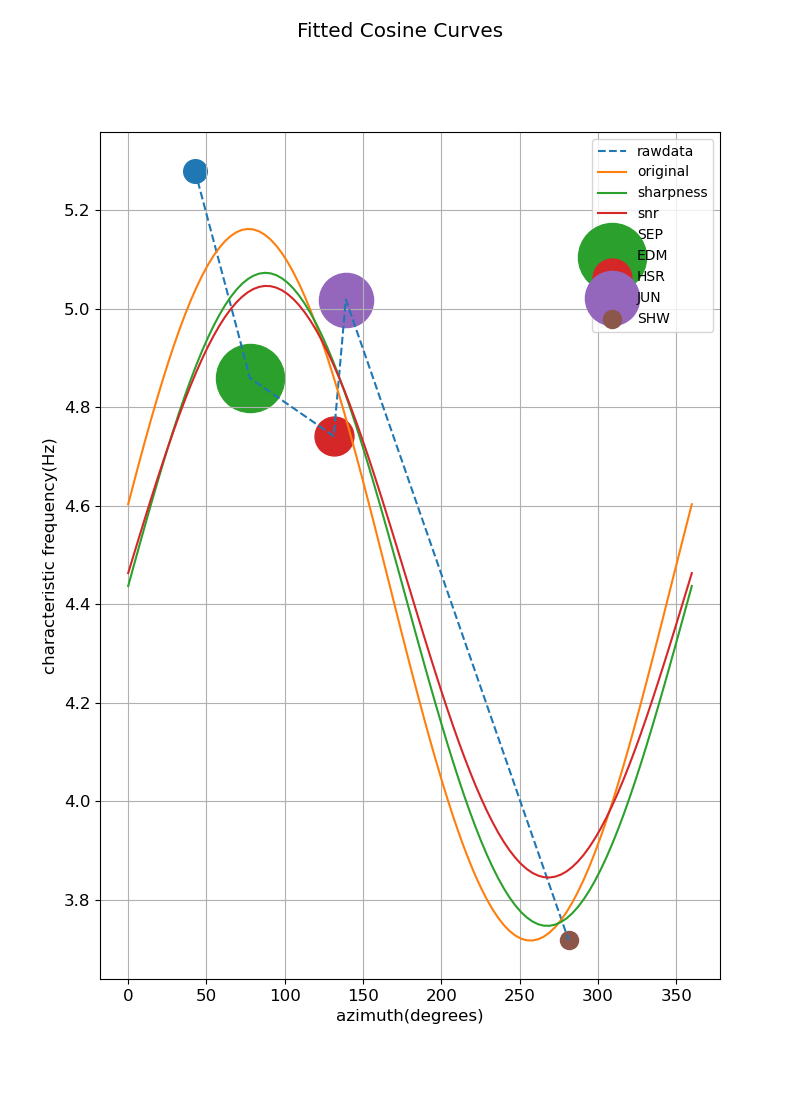 Fitted Cosine Curves
rawdata
original
sharpness
snr
SEP
EDM
HSR
JUN
SHW
characteristic frequency(Hz)
5.2
5.0
4.8
4.6
4.4
4.2
4.0
3.8
0 50 100 150 200 250 300 350
azimuth(degrees)